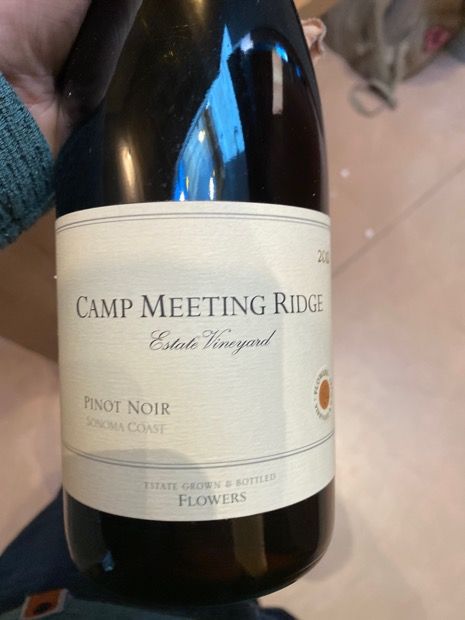 CAMP MEETING RIDGE
Estate Vineyard
PINOT NOIR
SONOMA COAST
ESTATE GROWN & BOTTLED
FLOWERS